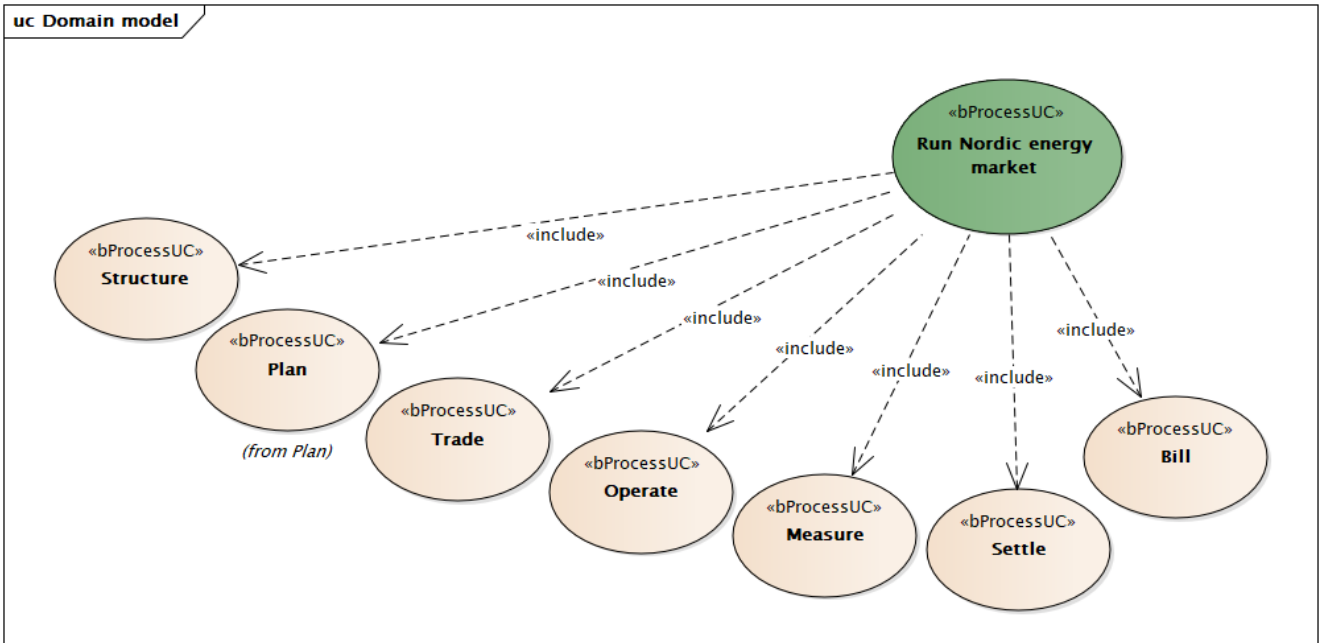 uc Domain model
«bProcessUC»
Run Nordic energy
market
«include»
«include»
«include»
«include»
«include»
«include»
«include»
«bProcessUC»
Structure
«bProcessUC»
Plan
(from Plan)
«bProcessUC»
Trade
«bProcessUC»
Operate
«bProcessUC»
Measure
«bProcessUC»
Settle
«bProcessUC»
Bill